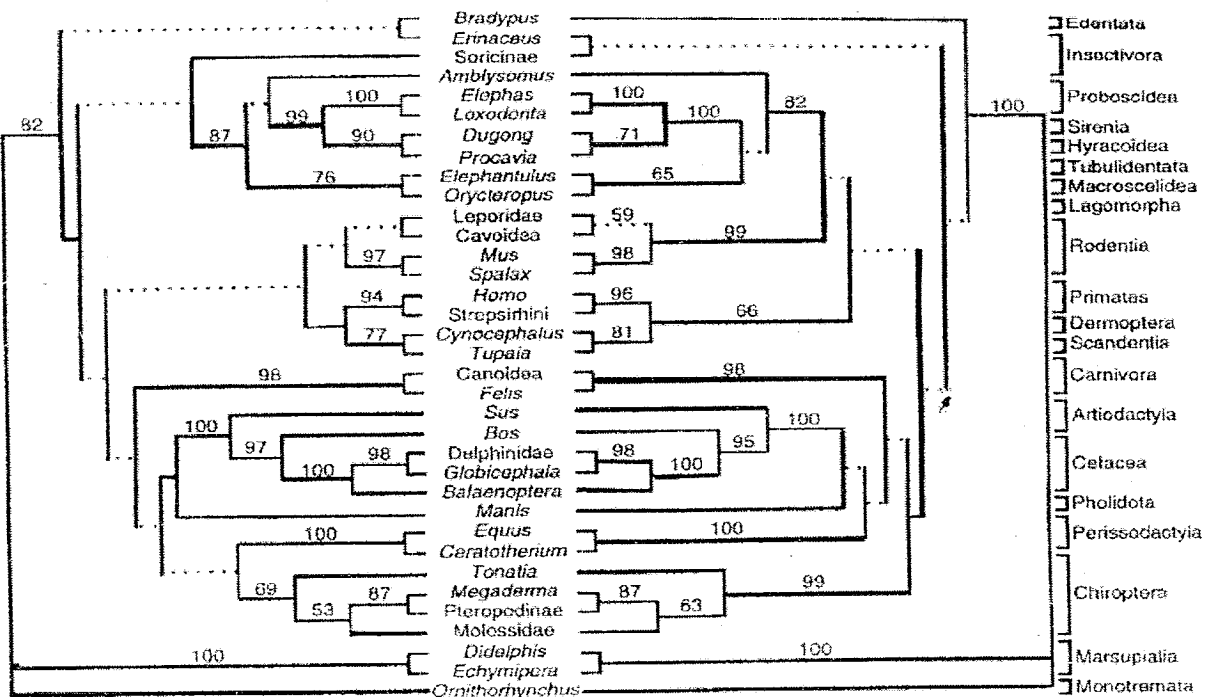 Bradypus
Edentata
Erinaceus
Soricinae
Insectivora
Amblysomus
Elephas
100
100
82
Proboscidea
Loxodonta
99
100
100
Sirenia
82
87
Dugong
90
71
Hyracoidea
Procavia
Tubulidentata
Elephantulus
76
65
Macroscelidea
Orycteropus
Lagomorpha
Leporidae
59
Cavoidea
99
Rodentia
Mus
97
98
Spalax
Homo
94
96
Primatas
Strepsirhini
66
Dermoptera
Cynocephalus
77
81
Scandentia
Tupaia
Canoidea
98
98
Carnivora
Felis
Sus
100
100
Artiodactyla
Bos
97
95
Delphinidae
98
98
Cetacea
Globicephala
100
100
Balaenoptera
Manis
Pholidota
Equus
100
100
Perissodactyla
Ceratotherium
Tonatia
69
99
Chiroptera
Megaderma
87
87
Pteropodinae
53
63
Molossidae
Didelphis
100
100
Marsupialia
Echymipera
Ornithorhynchus
Monotremata